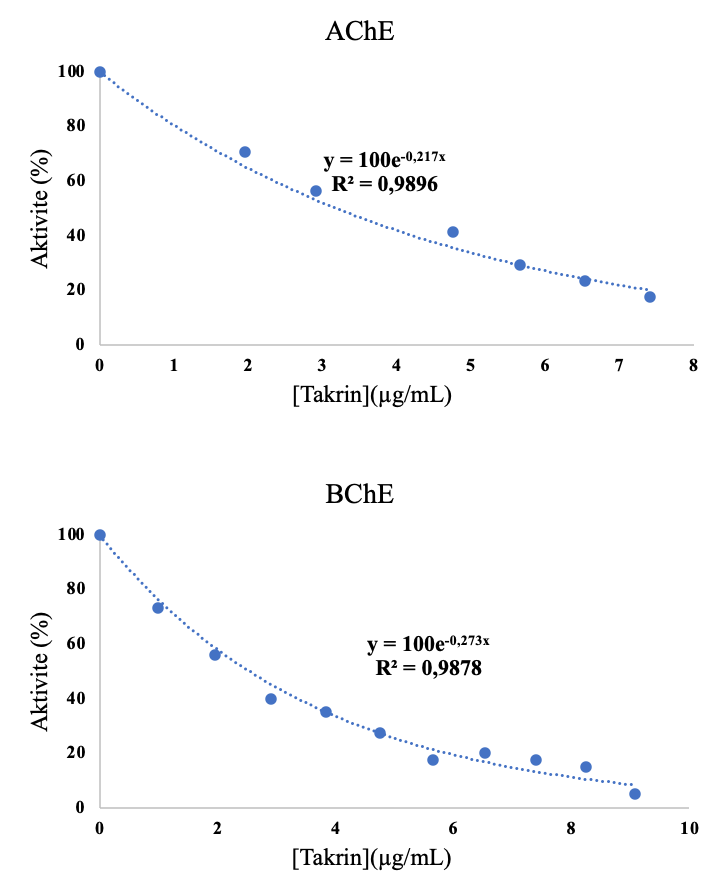 AChE
100
80
60
40
20
0
Aktivite (%)
y = 100e^-0,217x
R² = 0,9896
0 1 2 3 4 5 6 7 8
[Takrin](µg/mL)
BChE
100
80
60
40
20
0
Aktivite (%)
y = 100e^-0,273x
R² = 0,9878
0 2 4 6 8 10
[Takrin](µg/mL)